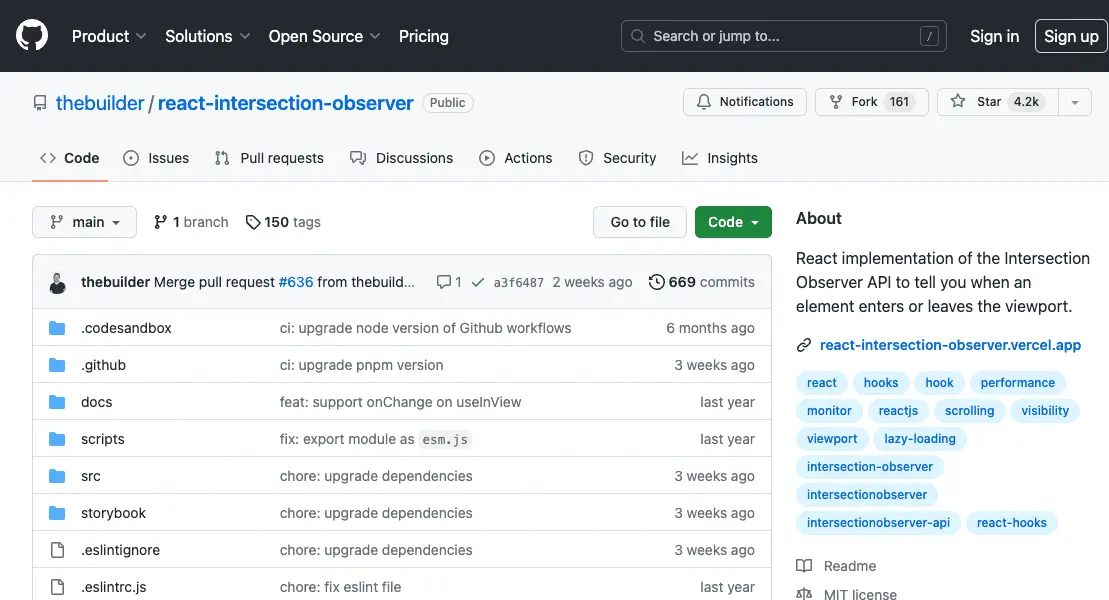 Product Solutions Open Source Pricing Search or jump to... / Sign in Sign up
thebuilder / react-intersection-observer Public Notifications Fork 161 Star 4.2k
Code Issues Pull requests Discussions Actions Security Insights
main 1 branch 150 tags Go to file Code
thebuilder Merge pull request #636 from thebuild... 1 a3f6487 2 weeks ago 669 commits
.codesandbox ci: upgrade node version of Github workflows 6 months ago
.github ci: upgrade pnpm version 3 weeks ago
docs feat: support onChange on useInView last year
scripts fix: export module as esm.js last year
src chore: upgrade dependencies 3 weeks ago
storybook chore: upgrade dependencies 3 weeks ago
.eslintignore chore: upgrade dependencies 3 weeks ago
.eslintrc.js chore: fix eslint file last year
About
React implementation of the Intersection
Observer API to tell you when an
element enters or leaves the viewport.
react-intersection-observer.vercel.app
react hooks hook performance
monitor reactjs scrolling visibility
viewport lazy-loading
intersection-observer
intersectionobserver
intersectionobserver-api react-hooks
Readme
MIT license